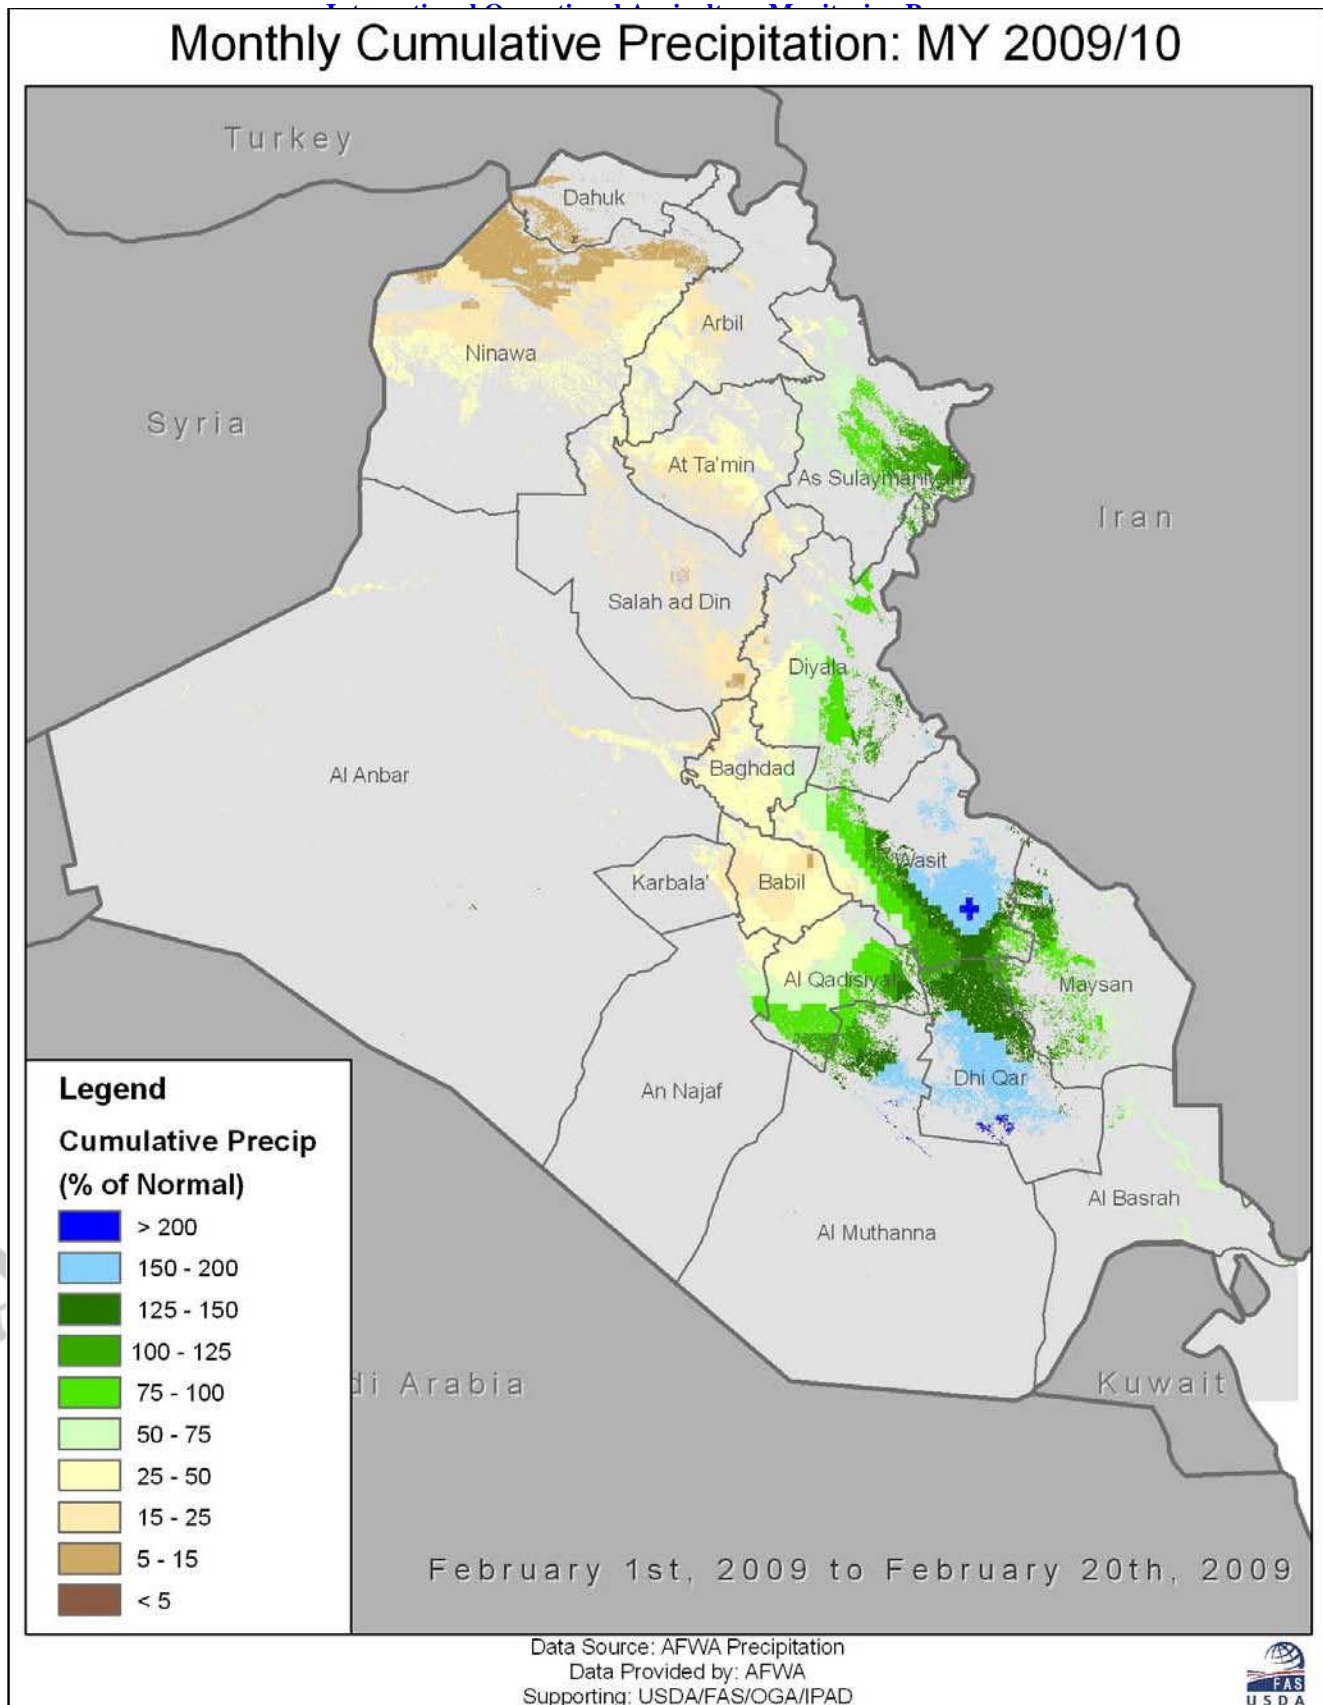 Monthly Cumulative Precipitation: MY 2009/10
Turkey
Dahuk
Arbil
Ninawa
Syria
At Ta'min
As Sulaymaniyah
Iran
Salah ad Din
Diyala
Baghdad
Al Anbar
Wasit
Karbala'
Babil
Al Qadisiyah
Maysan
An Najaf
Dhi Qar
Al Basrah
Al Muthanna
di Arabia
Kuwait
Legend
Cumulative Precip
(% of Normal)
> 200
150 - 200
125 - 150
100 - 125
75 - 100
50 - 75
25 - 50
15 - 25
5 - 15
< 5
February 1st, 2009 to February 20th, 2009
Data Source: AFWA Precipitation
Data Provided by: AFWA
Supporting: USDA/FAS/OGA/IPAD
FAS
USDA